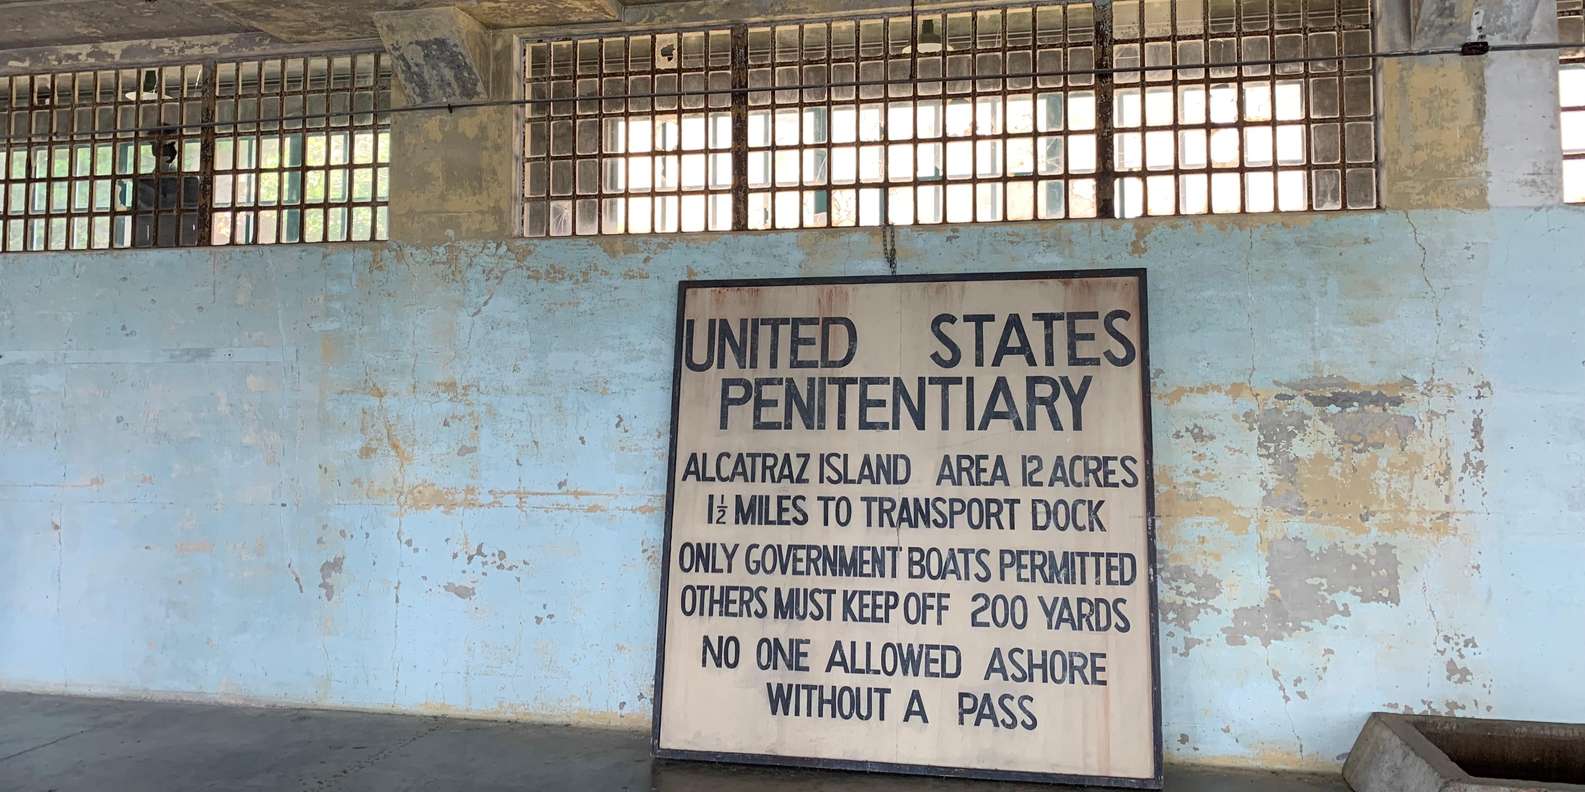 UNITED STATES
PENITENTIARY
ALCATRAZ ISLAND AREA 12 ACRES
1½ MILES TO TRANSPORT DOCK
ONLY GOVERNMENT BOATS PERMITTED
OTHERS MUST KEEP OFF 200 YARDS
NO ONE ALLOWED ASHORE
WITHOUT A PASS